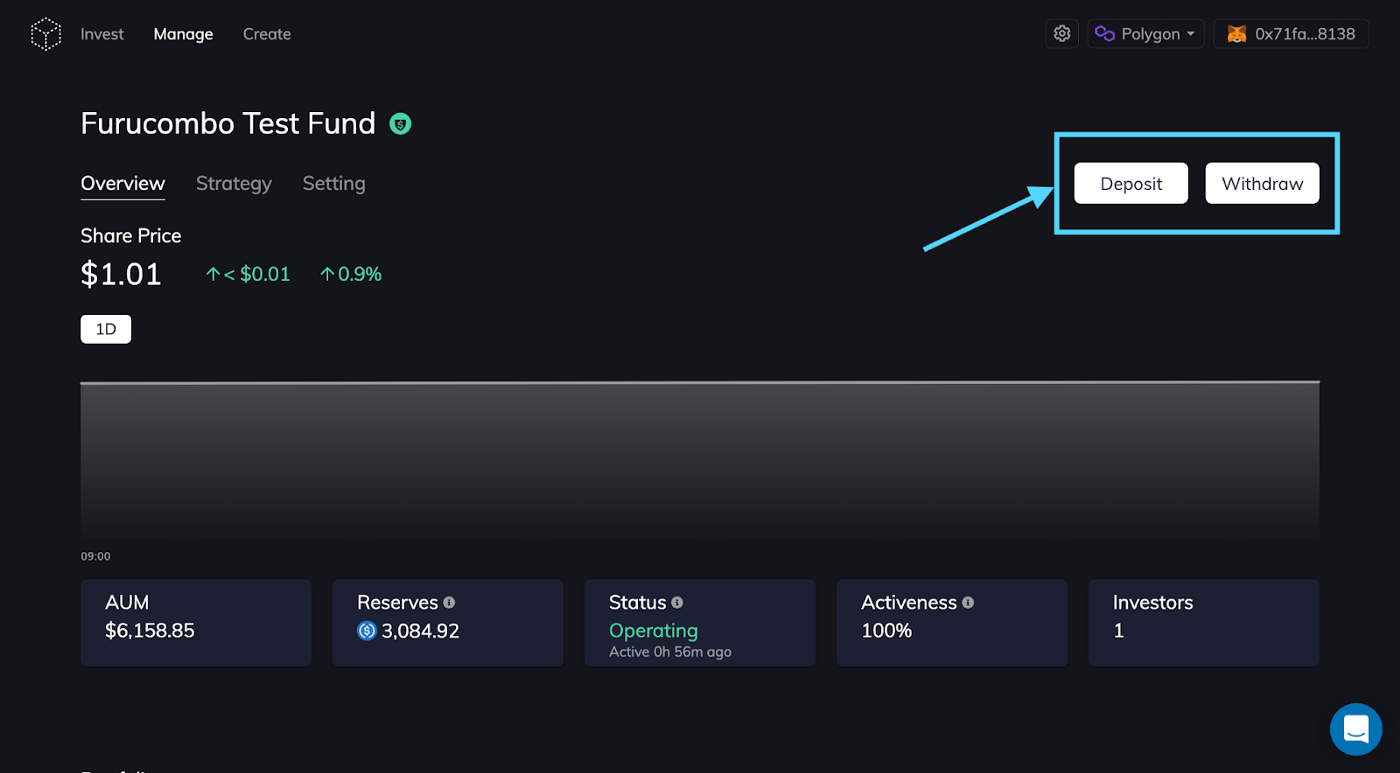 Invest Manage Create Polygon 0x71fa...8138
Furucombo Test Fund
Overview Strategy Setting Deposit Withdraw
Share Price
$1.01 ↑< $0.01 ↑0.9%
1D
09:00
AUM Reserves Status Activeness Investors
$6,158.85 3,084.92 Operating 100% 1
Active 0h 56m ago